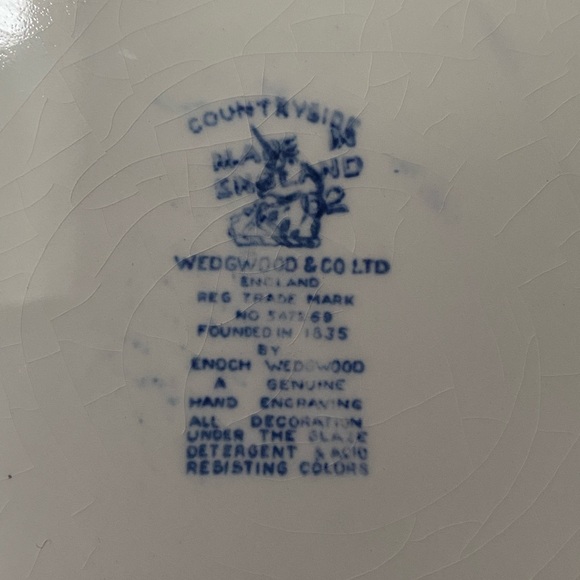 COUNTRYSIDE
MADE IN
ENGLAND
WEDGWOOD & CO LTD
ENGLAND
REG TRADE MARK
NO
FOUNDED IN 1835
BY
ENOCH WEDGWOOD
A GENUINE
HAND ENGRAVING
ALL DECORATION
UNDER THE GLAZE
DETERGENT & ACID
RESISTING COLORS